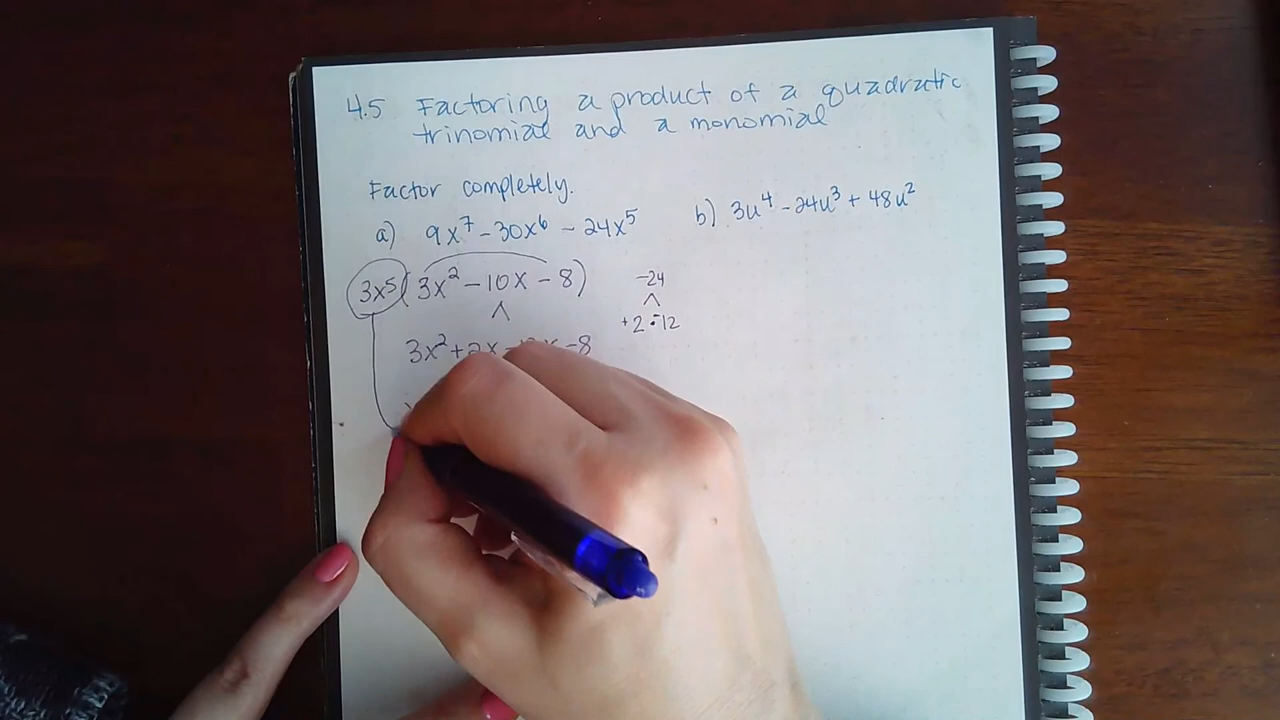 4.5 Factoring a product of a quadratic
trinomial and a monomial
Factor completely.
a) 9x⁷ - 30x⁶ - 24x⁵
b) 3u⁴ - 24u³ + 48u²
3x⁵(3x² - 10x - 8)
-24
+2 · -12
3x² + 2x - 12x - 8